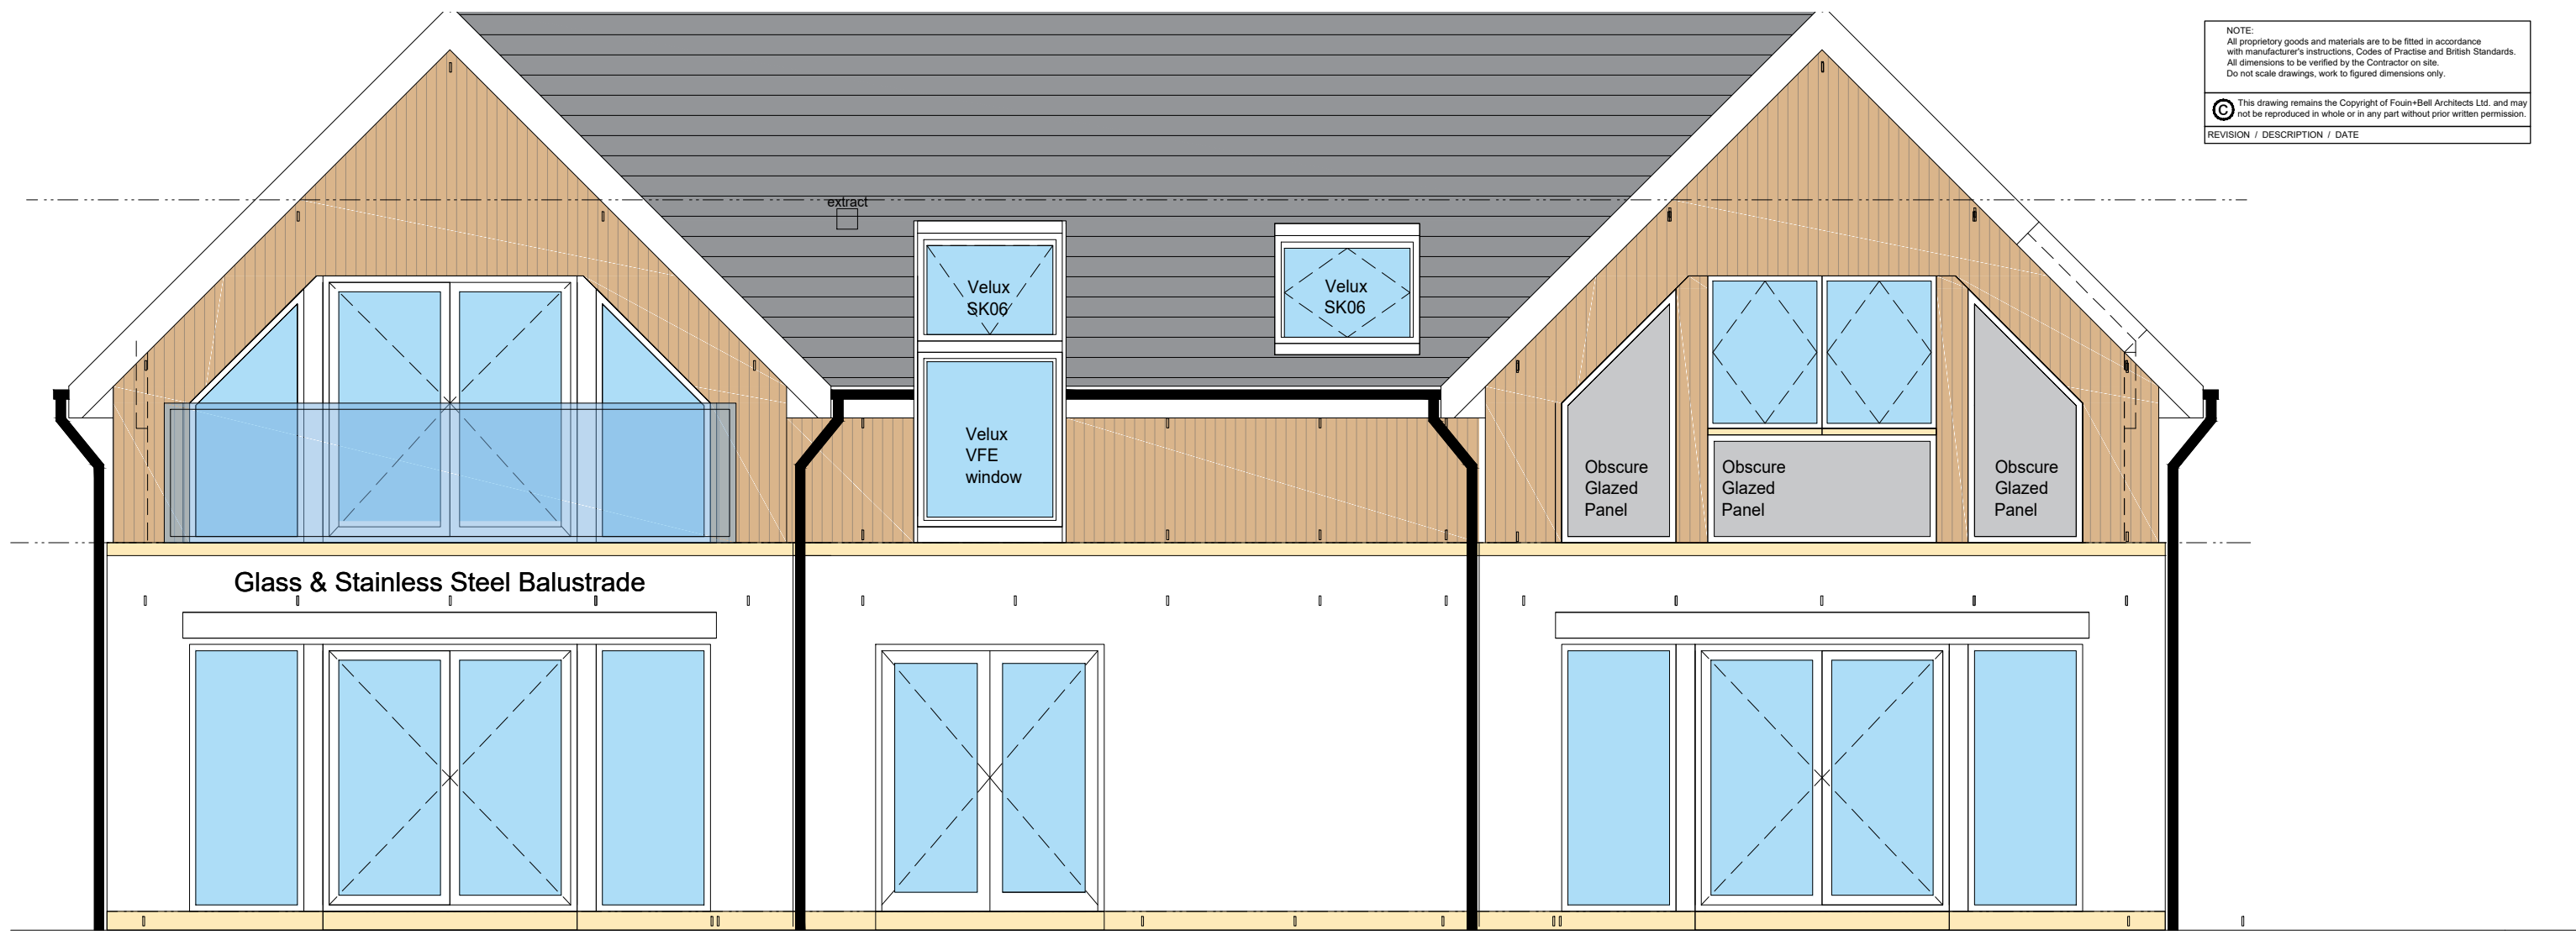 NOTE:
All proprietory goods and materials are to be fitted in accordance
with manufacturer's instructions, Codes of Practise and British Standards.
All dimensions to be verified by the Contractor on site.
Do not scale drawings, work to figured dimensions only.
C This drawing remains the Copyright of Fouin+Bell Architects Ltd. and may
not be reproduced in whole or in any part without prior written permission.
REVISION / DESCRIPTION / DATE
extract
Velux
SK06
Velux
SK06
Velux
VFE
window
Obscure
Glazed
Panel
Obscure
Glazed
Panel
Obscure
Glazed
Panel
Glass & Stainless Steel Balustrade